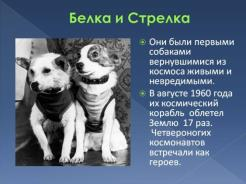 Белка и Стрелка
Они были первыми
собаками
вернувшимися из
космоса живыми и
невредимыми.
В августе 1960 года
их космический
корабль облетел
Землю 17 раз.
Четвероногих
космонавтов
встречали как
героев.